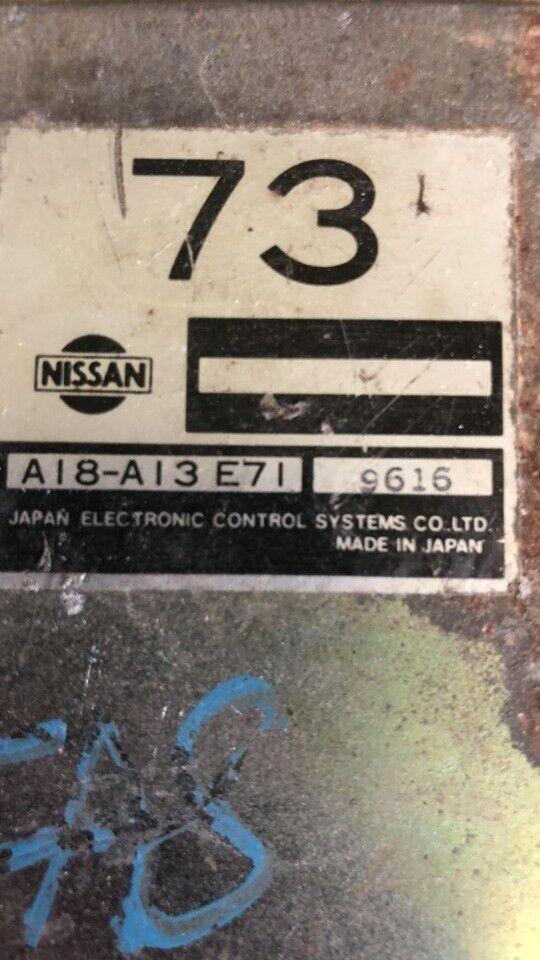 73
NISSAN
A18-A13 E71 9616
JAPAN ELECTRONIC CONTROL SYSTEMS CO.LTD.
MADE IN JAPAN